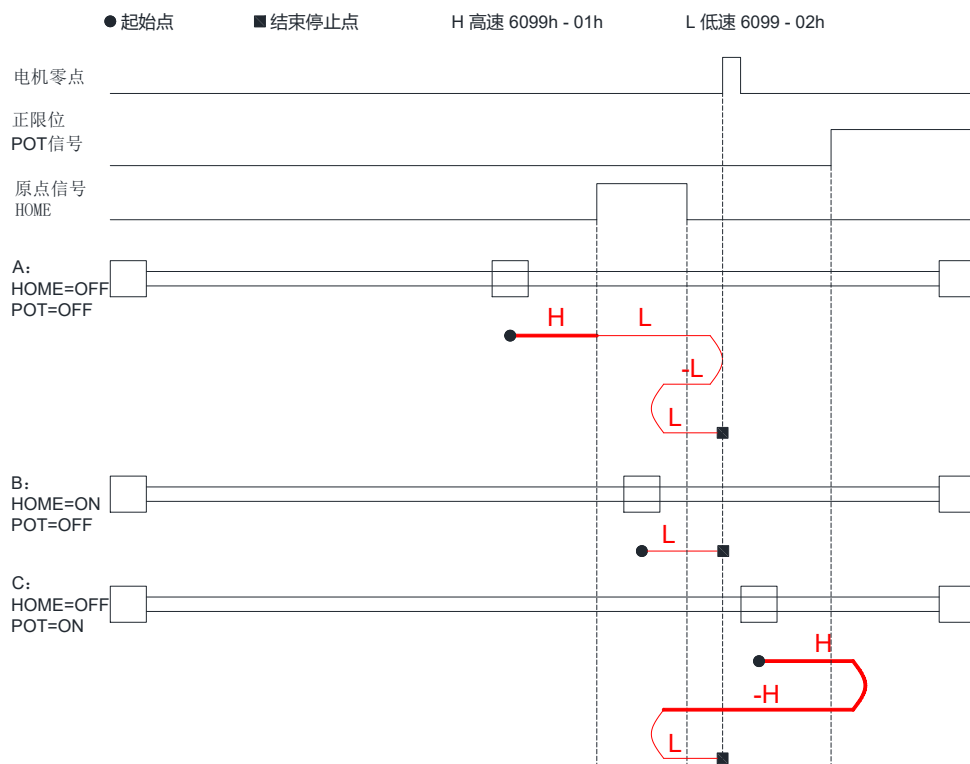 起始点 结束停止点 H 高速 6099h - 01h L 低速 6099 - 02h
电机零点
正限位
POT信号
原点信号
HOME
A:
HOME=OFF
POT=OFF
H L
-L
L
B:
HOME=ON
POT=OFF
L
C:
HOME=OFF
POT=ON
H
-H
L